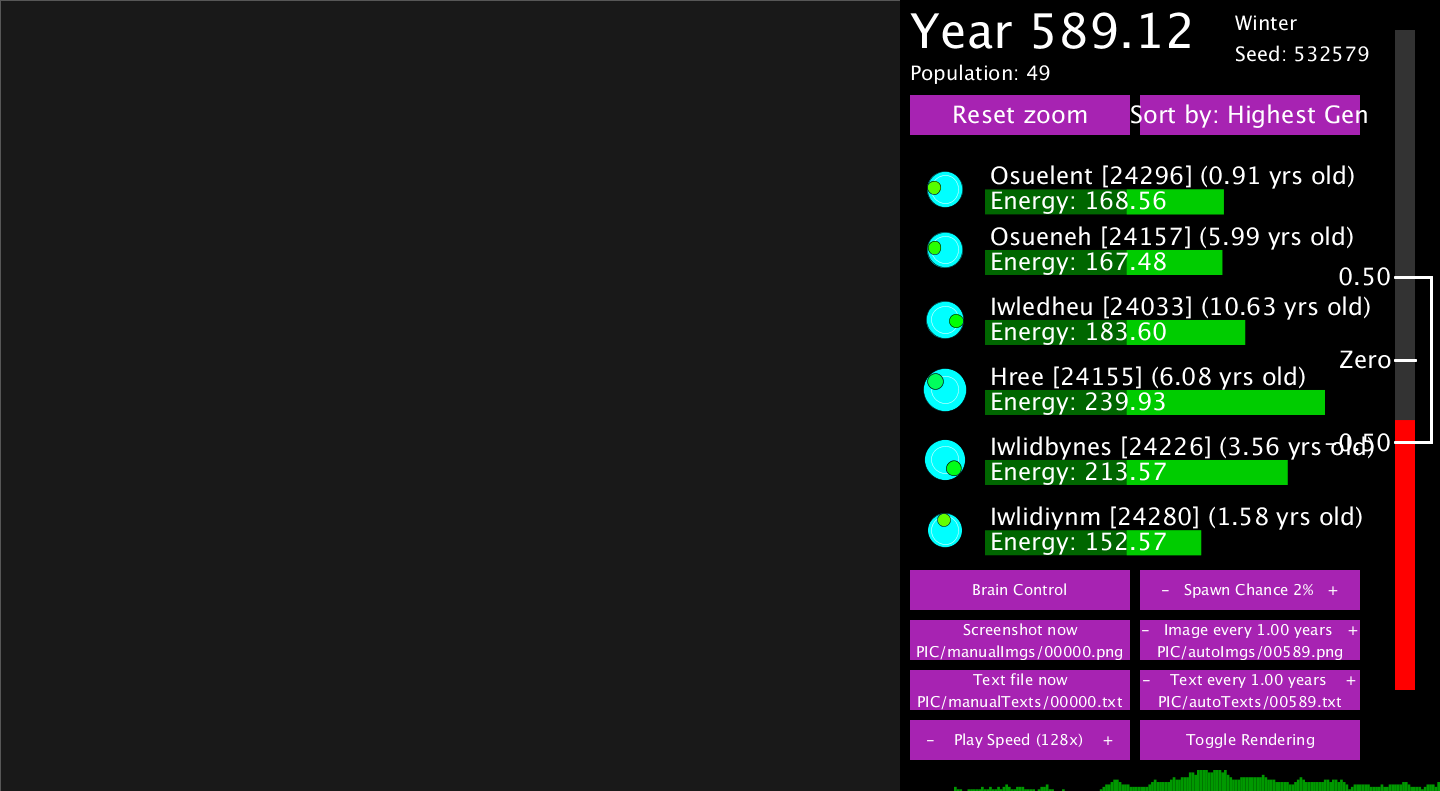 Year 589.12
Winter
Seed: 532579
Population: 49
Reset zoom
Sort by: Highest Gen
Osuelent [24296] (0.91 yrs old)
Energy: 168.56
Osueneh [24157] (5.99 yrs old)
Energy: 167.48
0.50
Iwledheu [24033] (10.63 yrs old)
Energy: 183.60
Zero
Hree [24155] (6.08 yrs old)
Energy: 239.93
Iwlidbynes [24226] (3.56 yrs old)
-0.50
Energy: 213.57
Iwlidiynm [24280] (1.58 yrs old)
Energy: 152.57
Brain Control
- Spawn Chance 2% +
Screenshot now
PIC/manualImgs/00000.png
- Image every 1.00 years +
PIC/autoImgs/00589.png
Text file now
PIC/manualTexts/00000.txt
- Text every 1.00 years +
PIC/autoTexts/00589.txt
- Play Speed (128x) +
Toggle Rendering